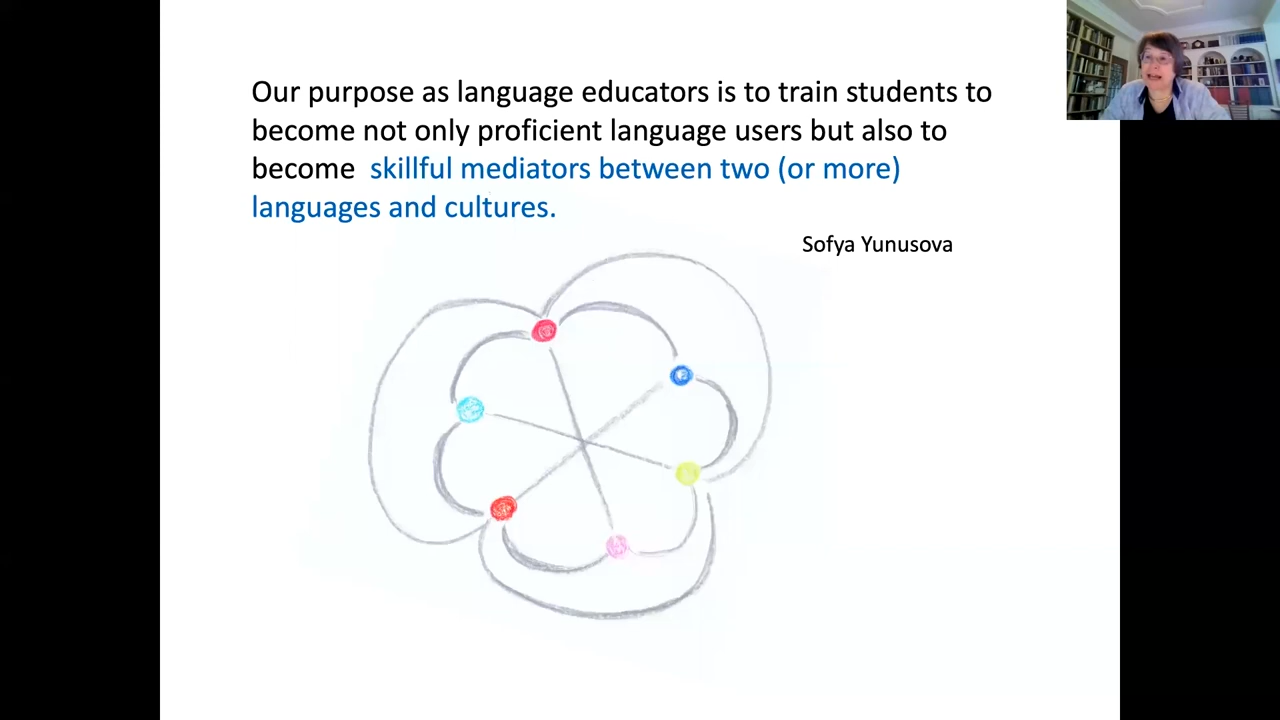 Our purpose as language educators is to train students to
become not only proficient language users but also to
become skillful mediators between two (or more)
languages and cultures.
Sofya Yunusova